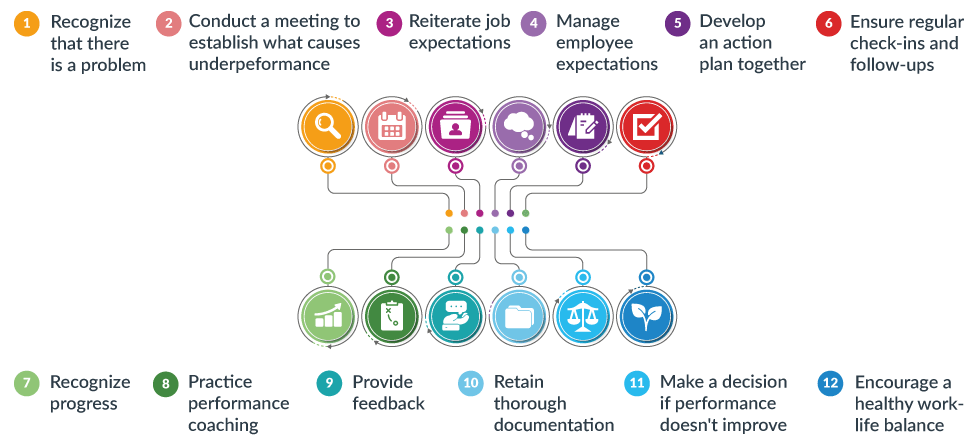 1 Recognize
that there
is a problem
2 Conduct a meeting to
establish what causes
underpeformance
3 Reiterate job
expectations
4 Manage
employee
expectations
5 Develop
an action
plan together
6 Ensure regular
check-ins and
follow-ups
7 Recognize
progress
8 Practice
performance
coaching
9 Provide
feedback
10 Retain
thorough
documentation
11 Make a decision
if performance
doesn't improve
12 Encourage a
healthy work-
life balance